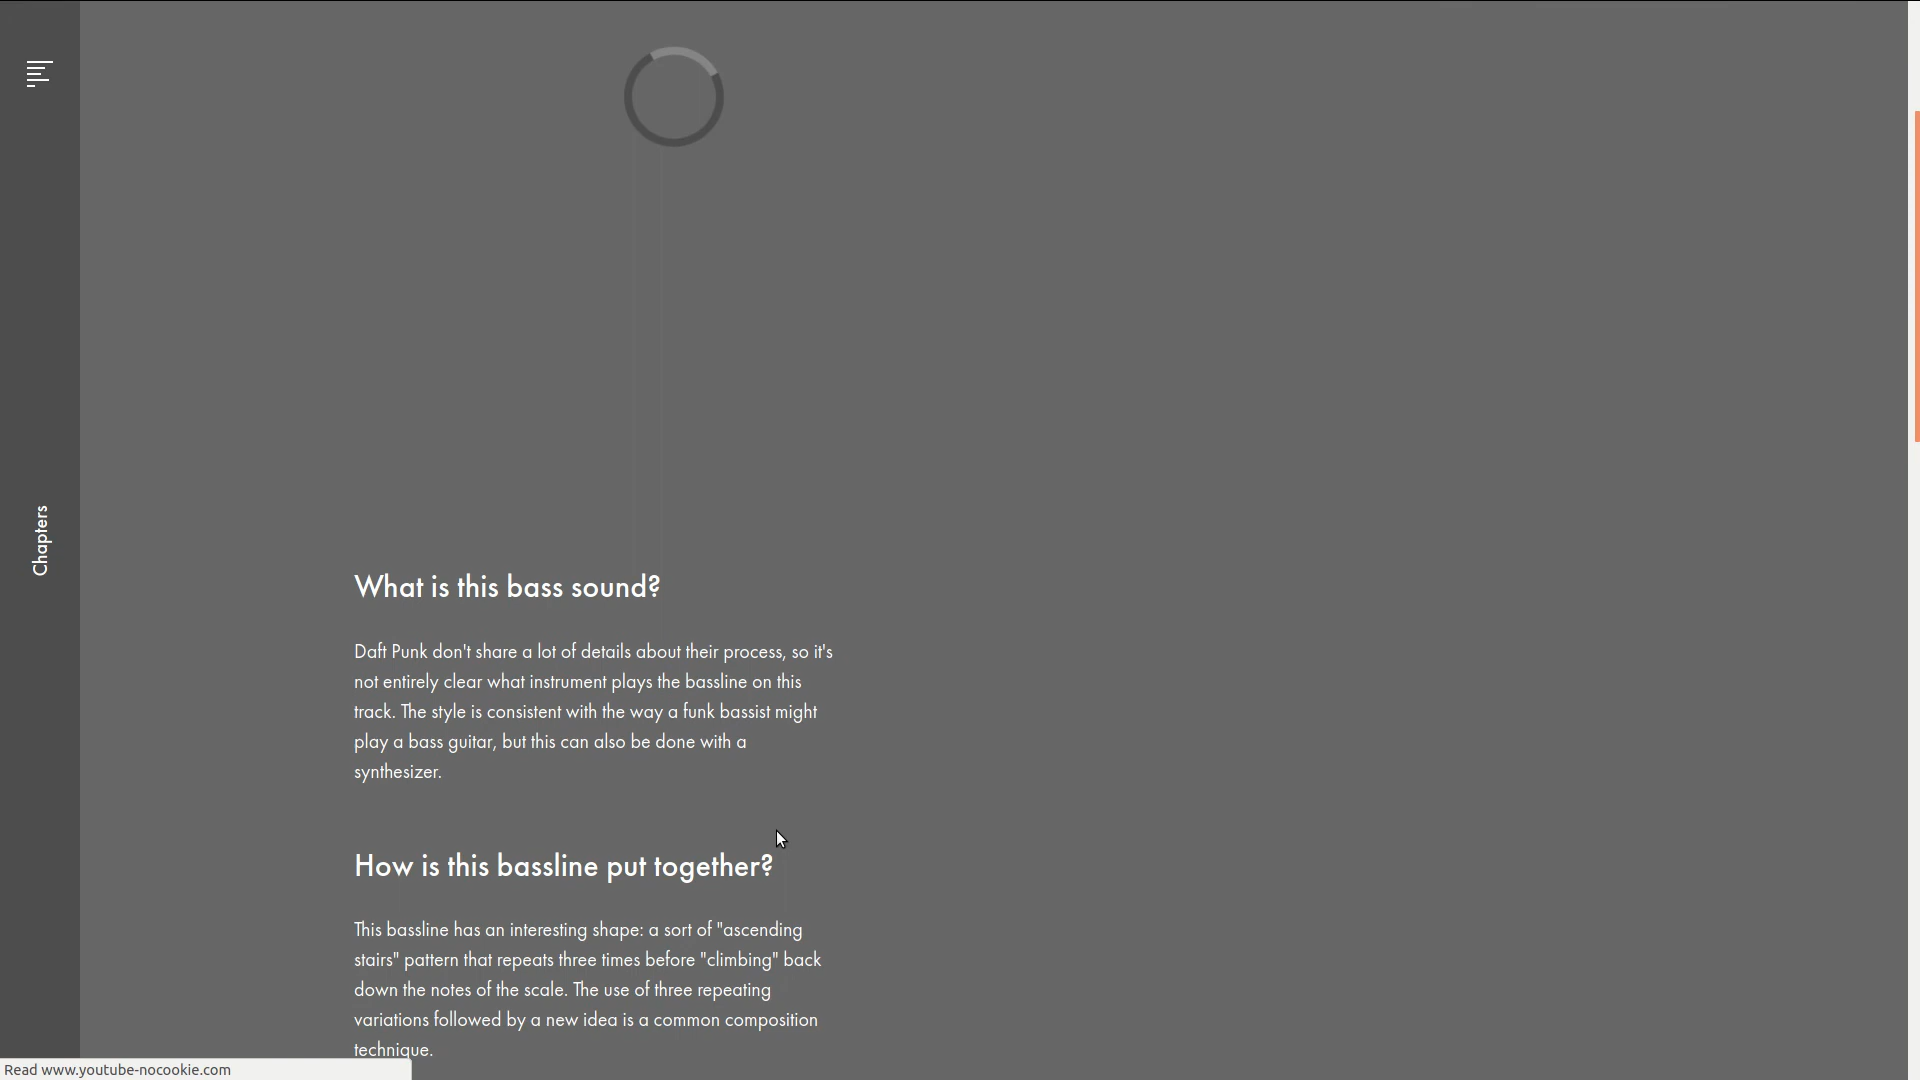 Chapters
What is this bass sound?
Daft Punk don't share a lot of details about their process, so it's
not entirely clear what instrument plays the bassline on this
track. The style is consistent with the way a funk bassist might
play a bass guitar, but this can also be done with a
synthesizer.
How is this bassline put together?
This bassline has an interesting shape: a sort of "ascending
stairs" pattern that repeats three times before "climbing" back
down the notes of the scale. The use of three repeating
variations followed by a new idea is a common composition
technique.
Read www.youtube-nocookie.com